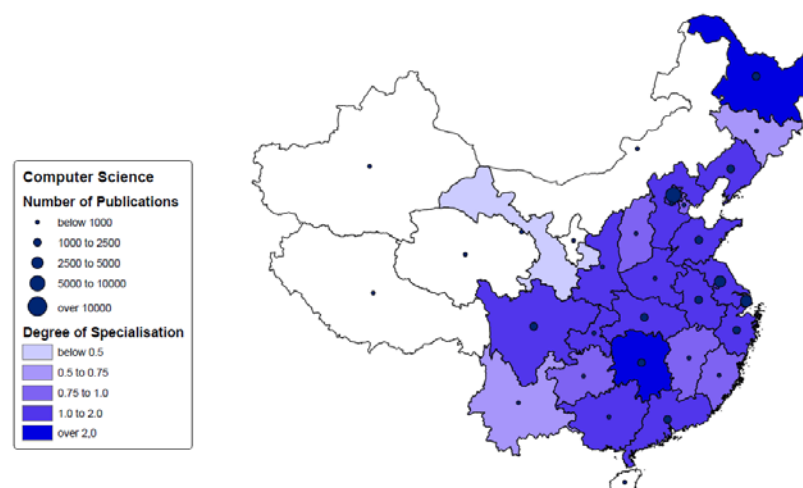 Computer Science
Number of Publications
below 1000
1000 to 2500
2500 to 5000
5000 to 10000
over 10000
Degree of Specialisation
below 0.5
0.5 to 0.75
0.75 to 1.0
1.0 to 2.0
over 2,0